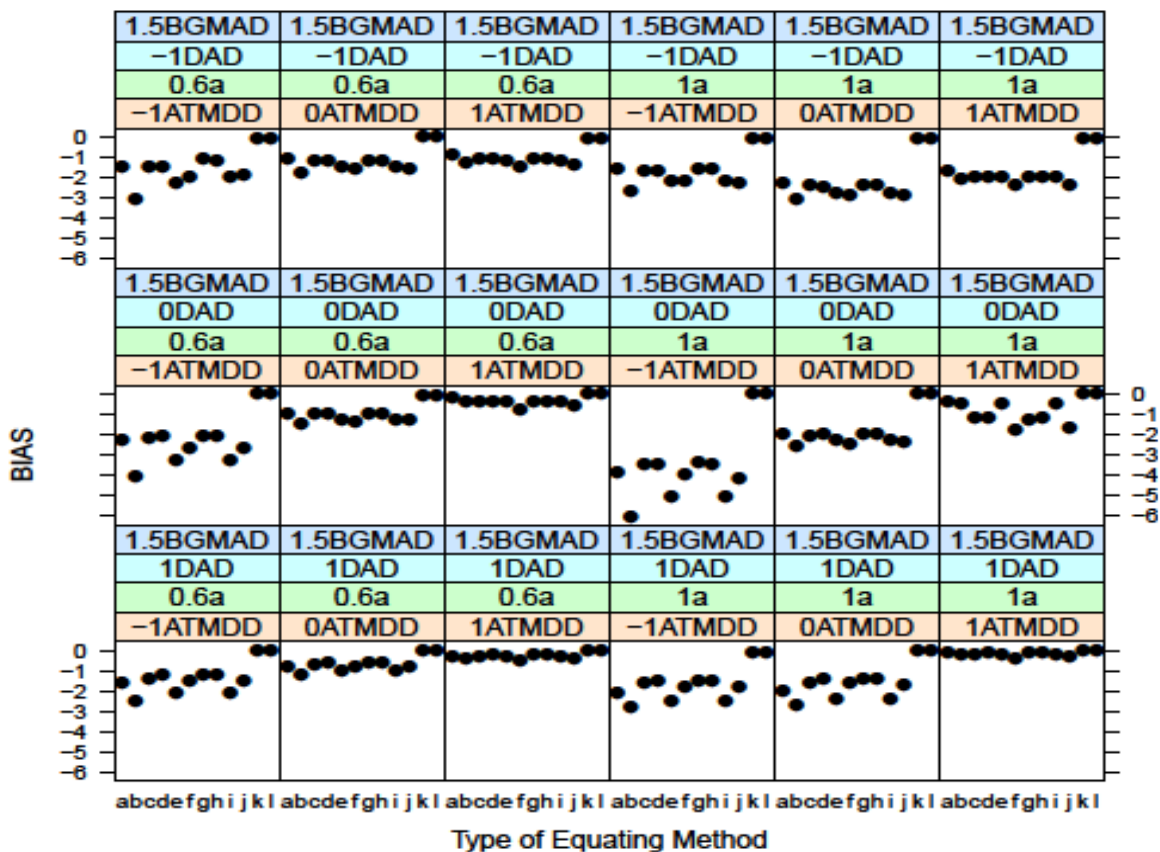 1.5BGMAD 1.5BGMAD 1.5BGMAD 1.5BGMAD 1.5BGMAD 1.5BGMAD
−1DAD −1DAD −1DAD −1DAD −1DAD −1DAD
0.6a 0.6a 0.6a 1a 1a 1a
−1ATMDD 0ATMDD 1ATMDD −1ATMDD 0ATMDD 1ATMDD
0
−1
−2
−3
−4
−5
−6
1.5BGMAD 1.5BGMAD 1.5BGMAD 1.5BGMAD 1.5BGMAD 1.5BGMAD
0DAD 0DAD 0DAD 0DAD 0DAD 0DAD
0.6a 0.6a 0.6a 1a 1a 1a
−1ATMDD 0ATMDD 1ATMDD −1ATMDD 0ATMDD 1ATMDD
0
−1
−2
−3
−4
−5
−6
BIAS
1.5BGMAD 1.5BGMAD 1.5BGMAD 1.5BGMAD 1.5BGMAD 1.5BGMAD
1DAD 1DAD 1DAD 1DAD 1DAD 1DAD
0.6a 0.6a 0.6a 1a 1a 1a
−1ATMDD 0ATMDD 1ATMDD −1ATMDD 0ATMDD 1ATMDD
0
−1
−2
−3
−4
−5
−6
abcdefghijkl abcdefghijkl abcdefghijkl abcdefghijkl abcdefghijkl abcdefghijkl
Type of Equating Method